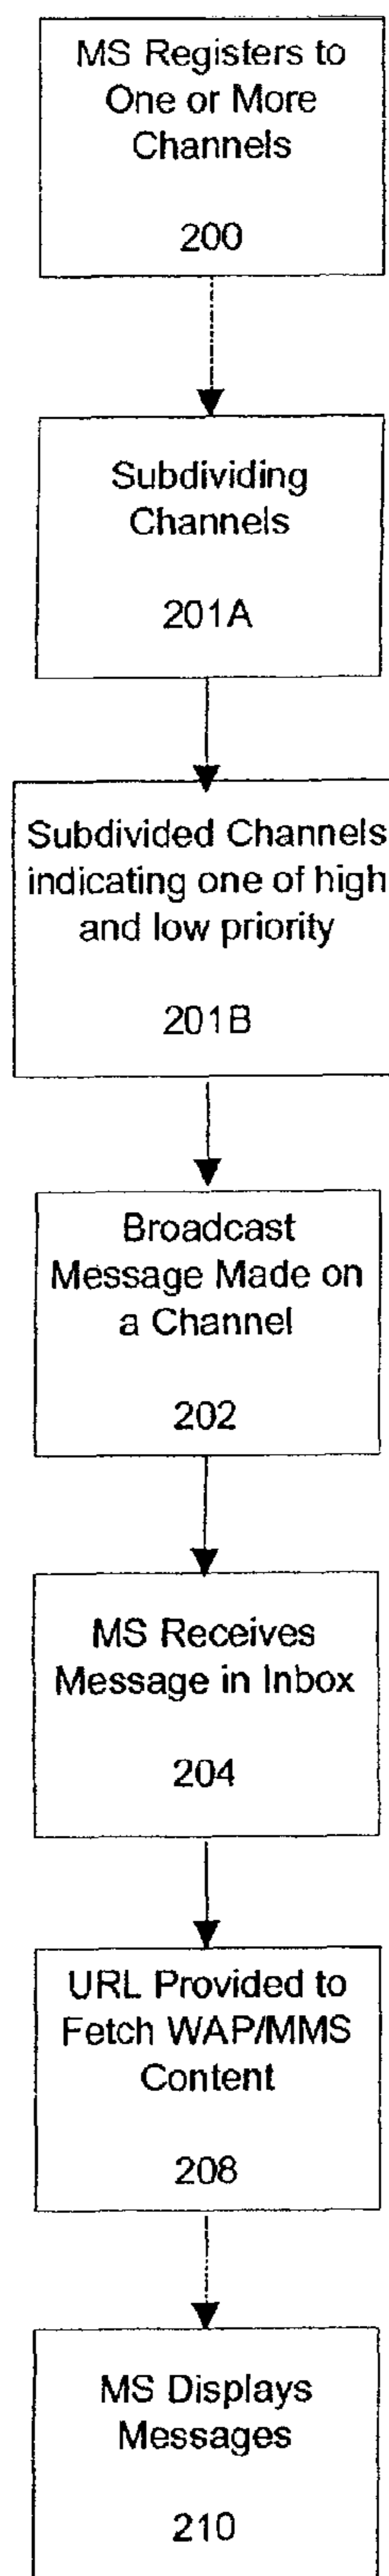 MS Registers to
One or More
Channels
200
Subdividing
Channels
201A
Subdivided Channels
indicating one of high
and low priority
201B
Broadcast
Message Made on
a Channel
202
MS Receives
Message in Inbox
204
URL Provided to
Fetch WAP/MMS
Content
208
MS Displays
Messages
210